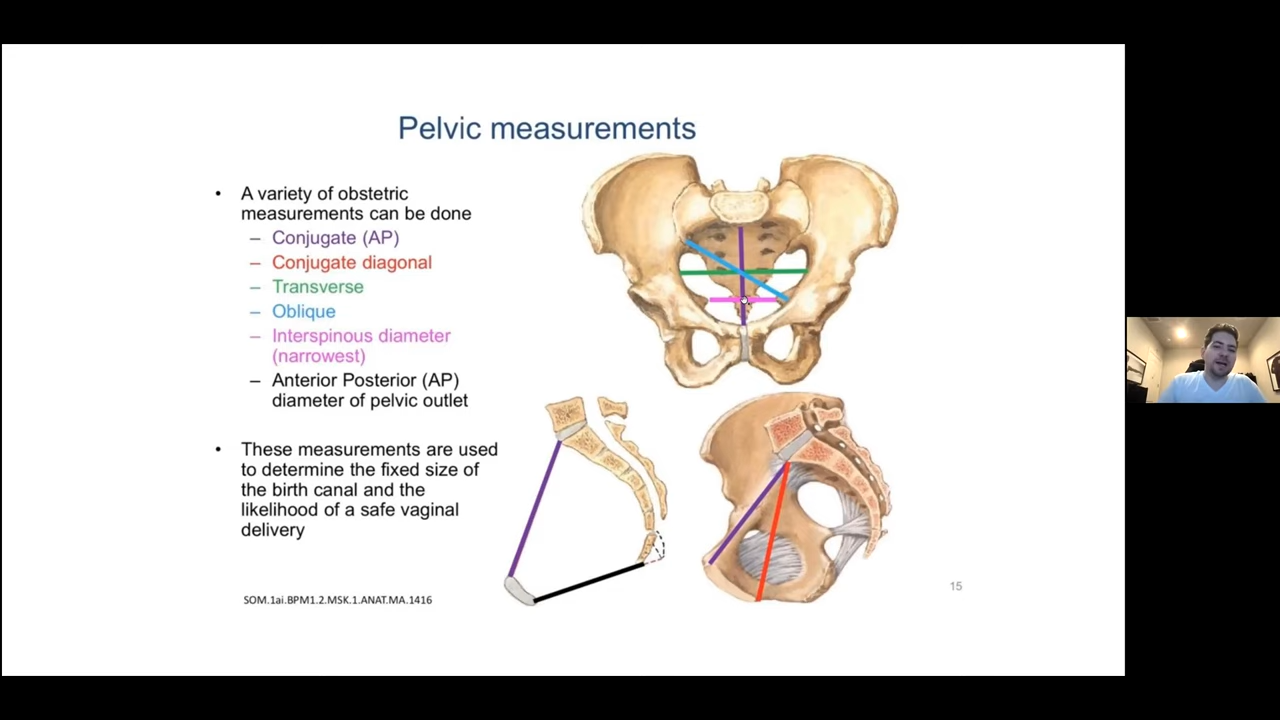 Pelvic measurements
• A variety of obstetric
measurements can be done
– Conjugate (AP)
– Conjugate diagonal
– Transverse
– Oblique
– Interspinous diameter
(narrowest)
– Anterior Posterior (AP)
diameter of pelvic outlet
• These measurements are used
to determine the fixed size of
the birth canal and the
likelihood of a safe vaginal
delivery
SOM.1ai.BPM1.2.MSK.1.ANAT.MA.1416
15